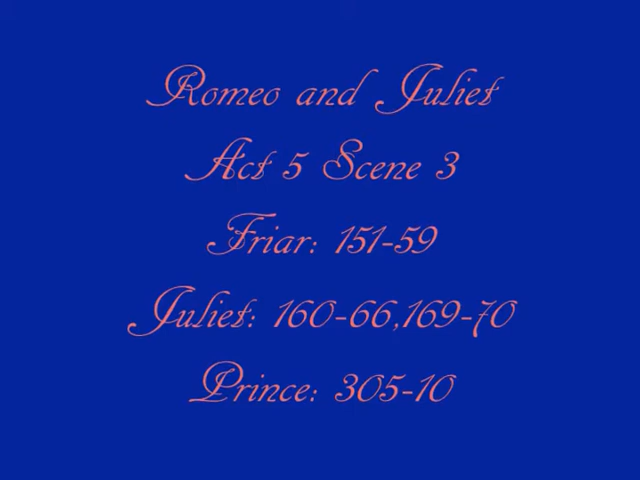 Romeo and Juliet
Act 5 Scene 3
Friar: 151-59
Juliet: 160-66,169-70
Prince: 305-10